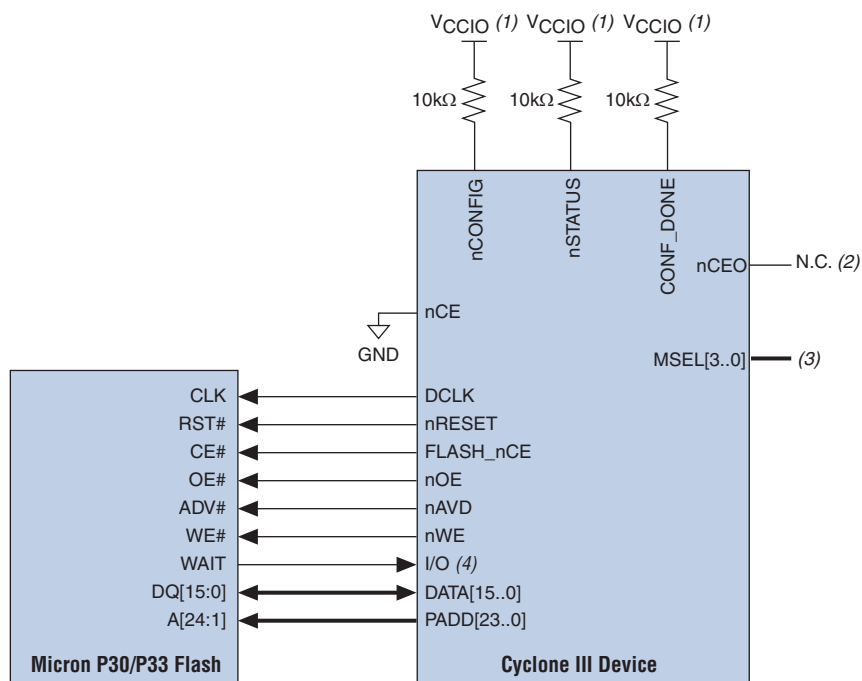 VCCIO (1) VCCIO (1) VCCIO (1)
10kΩ 10kΩ 10kΩ
nCONFIG
nSTATUS
CONF_DONE
nCEO N.C. (2)
nCE
GND
MSEL[3..0] (3)
CLK DCLK
RST# nRESET
CE# FLASH_nCE
OE# nOE
ADV# nAVD
WE# nWE
WAIT I/O (4)
DQ[15:0] DATA[15..0]
A[24:1] PADD[23..0]
Micron P30/P33 Flash Cyclone III Device